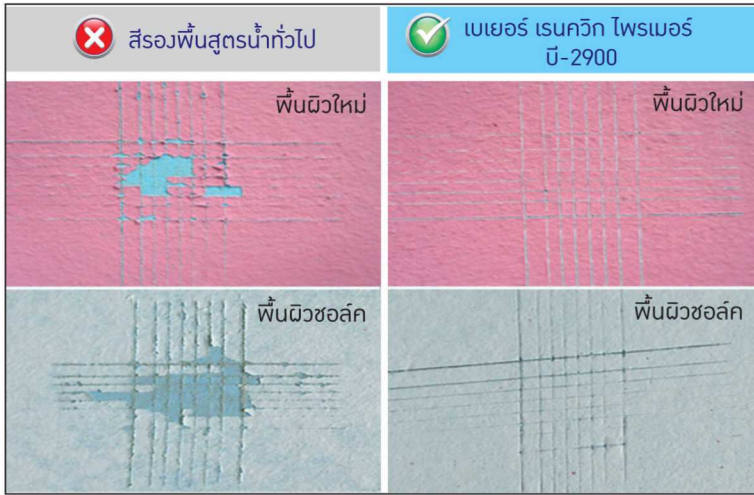 สีรองพื้นสูตรน้ำทั่วไป
เบเยอร์ เรนควิก ไพรเมอร์
บี-2900
พื้นผิวใหม่
พื้นผิวใหม่
พื้นผิวชอล์ค
พื้นผิวชอล์ค